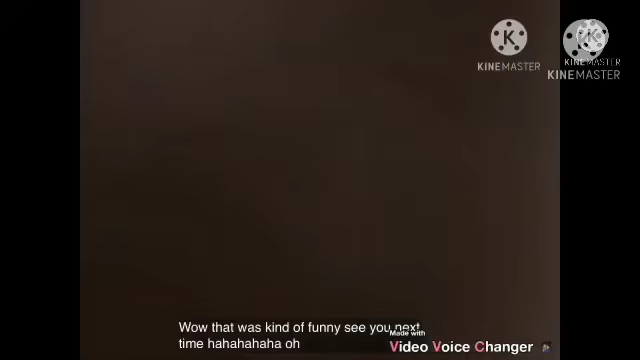 KINEMASTER
KINEMASTER
KINEMASTER
Wow that was kind of funny see you next
time hahahahaha oh
Made with
Video Voice Changer